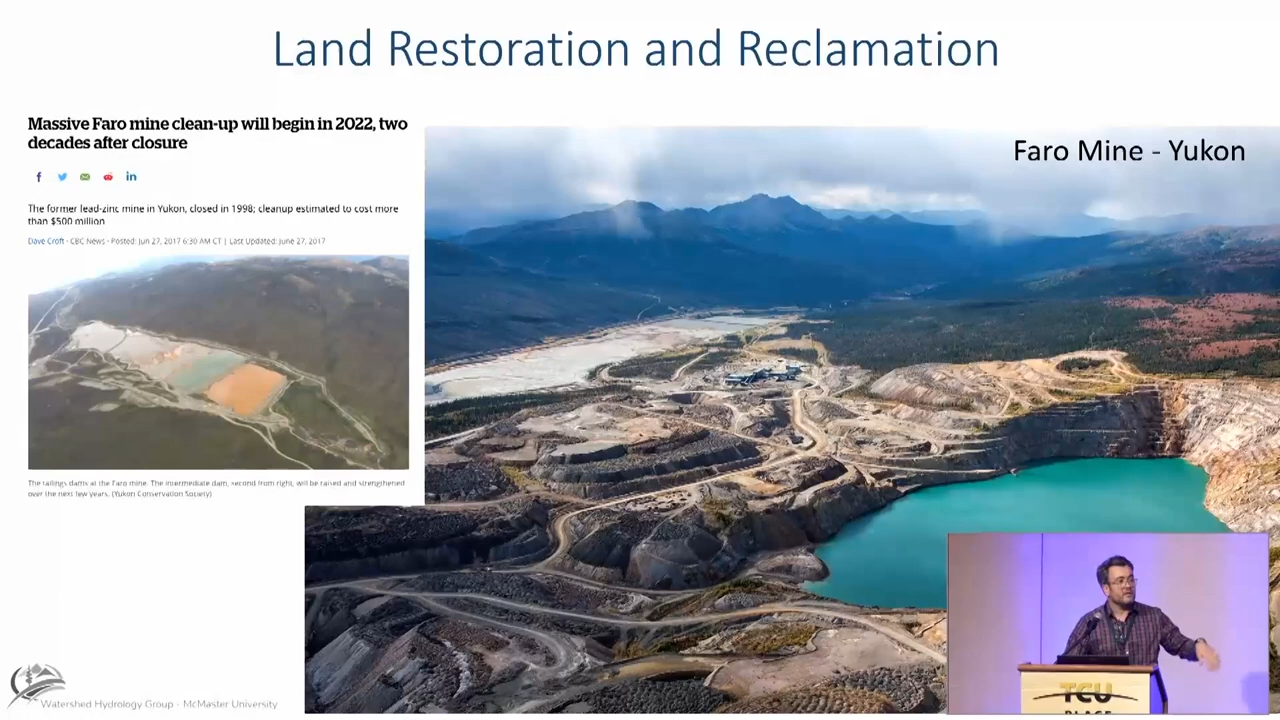 Land Restoration and Reclamation
Massive Faro mine clean-up will begin in 2022, two
decades after closure
f
in
The former lead-zinc mine in Yukon, closed in 1998; cleanup estimated to cost more
than $500 million
Dave Croft · CBC News · Posted: Jun 27, 2017 6:30 AM CT | Last Updated: June 27, 2017
Faro Mine - Yukon
The tailings dams at the Faro mine. The intermediate dam, second from right, will be raised and strengthened
over the next few years. (Yukon Conservation Society)
Watershed Hydrology Group - McMaster University
TCU
PLACE